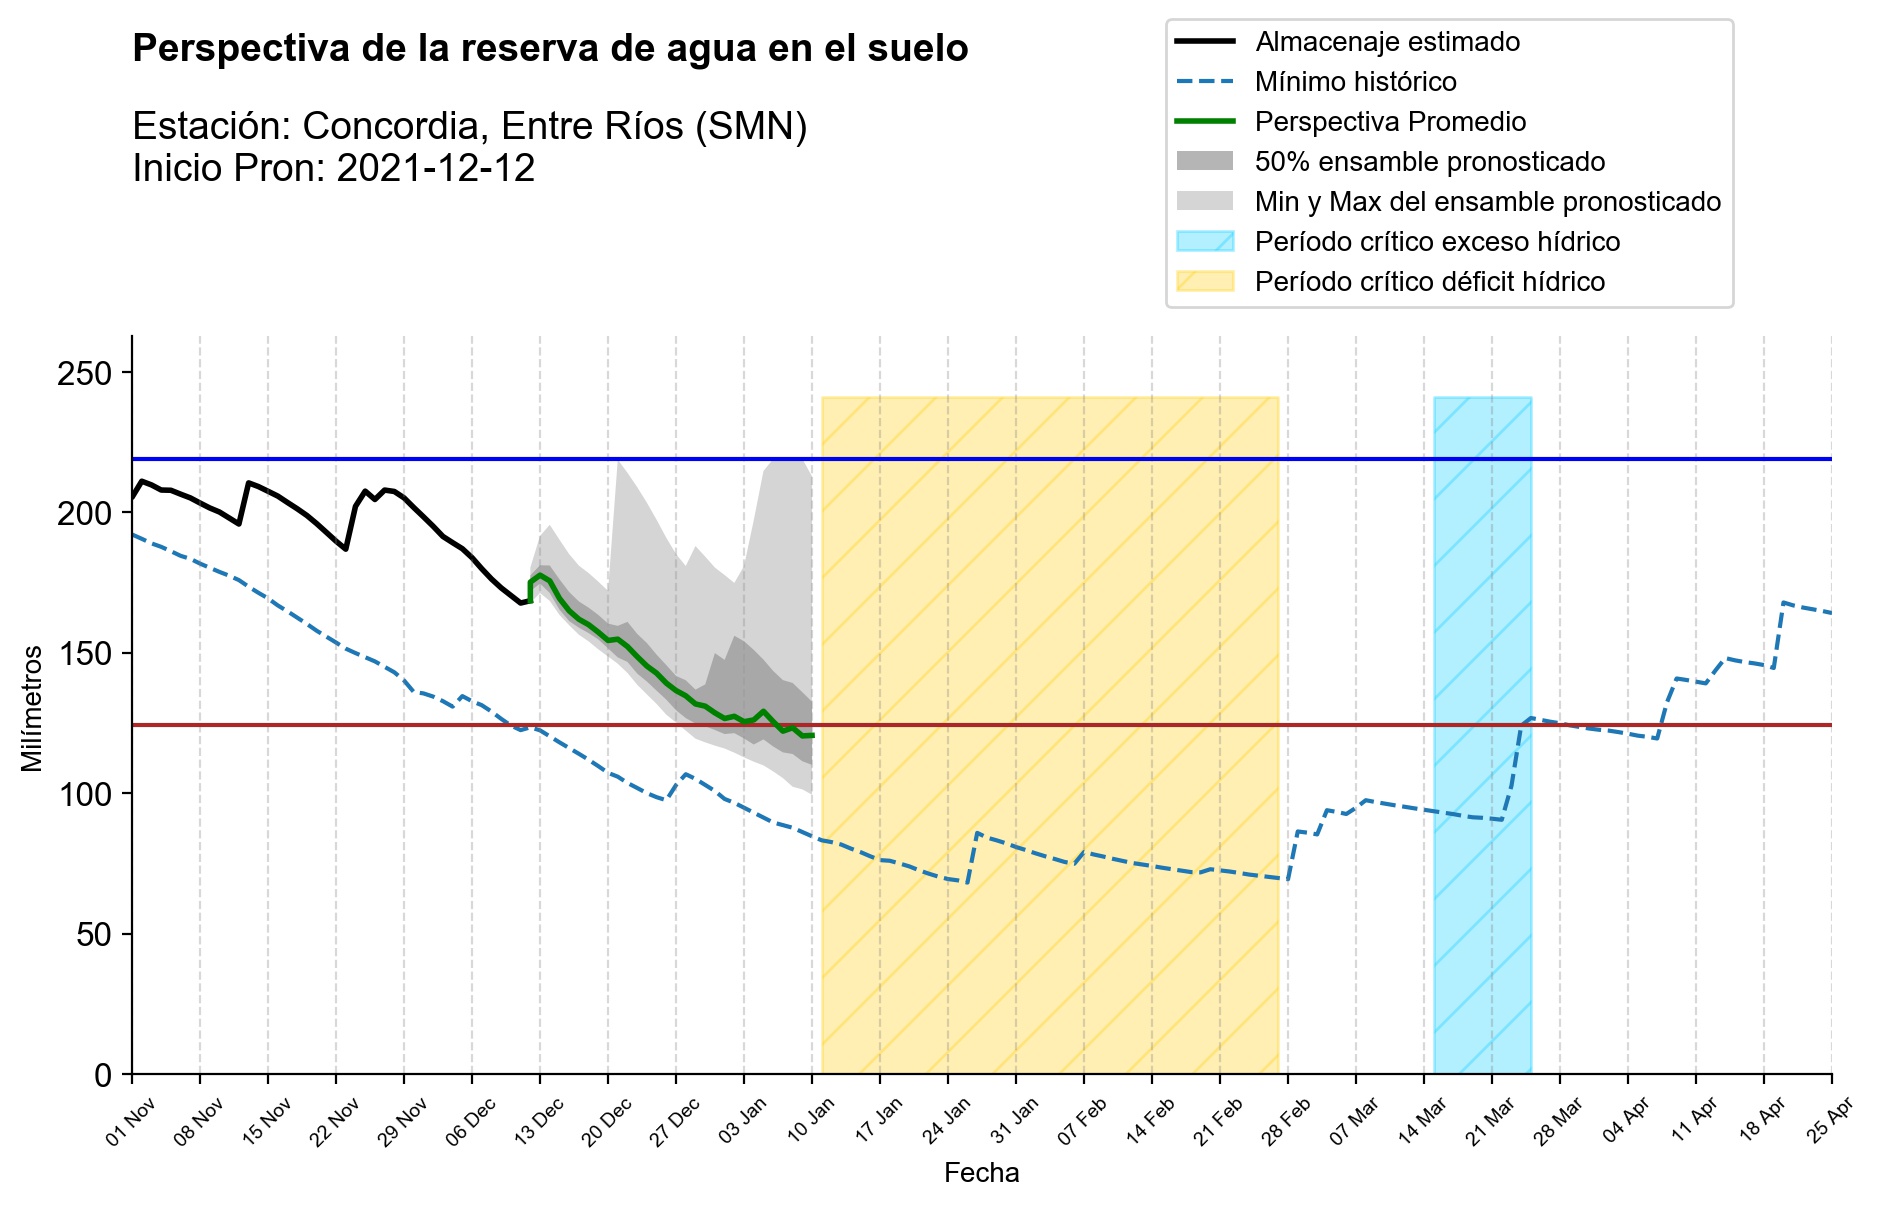 Perspectiva de la reserva de agua en el suelo
Estación: Concordia, Entre Ríos (SMN)
Inicio Pron: 2021-12-12
Almacenaje estimado
Mínimo histórico
Perspectiva Promedio
50% ensamble pronosticado
Min y Max del ensamble pronosticado
Período crítico exceso hídrico
Período crítico déficit hídrico
250
200
150
100
50
0
Milímetros
01 Nov
08 Nov
15 Nov
22 Nov
29 Nov
06 Dec
13 Dec
20 Dec
27 Dec
03 Jan
10 Jan
17 Jan
24 Jan
31 Jan
07 Feb
14 Feb
21 Feb
28 Feb
07 Mar
14 Mar
21 Mar
28 Mar
04 Apr
11 Apr
18 Apr
25 Apr
Fecha